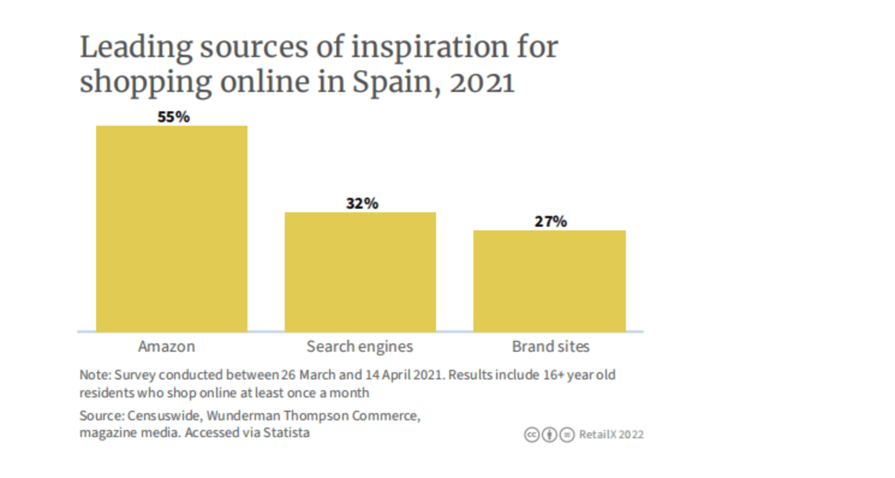 Leading sources of inspiration for
shopping online in Spain, 2021
55%
32%
27%
Amazon
Search engines
Brand sites
Note: Survey conducted between 26 March and 14 April 2021. Results include 16+ year old
residents who shop online at least once a month
Source: Censuswide, Wunderman Thompson Commerce,
magazine media. Accessed via Statista
cc RetailX 2022